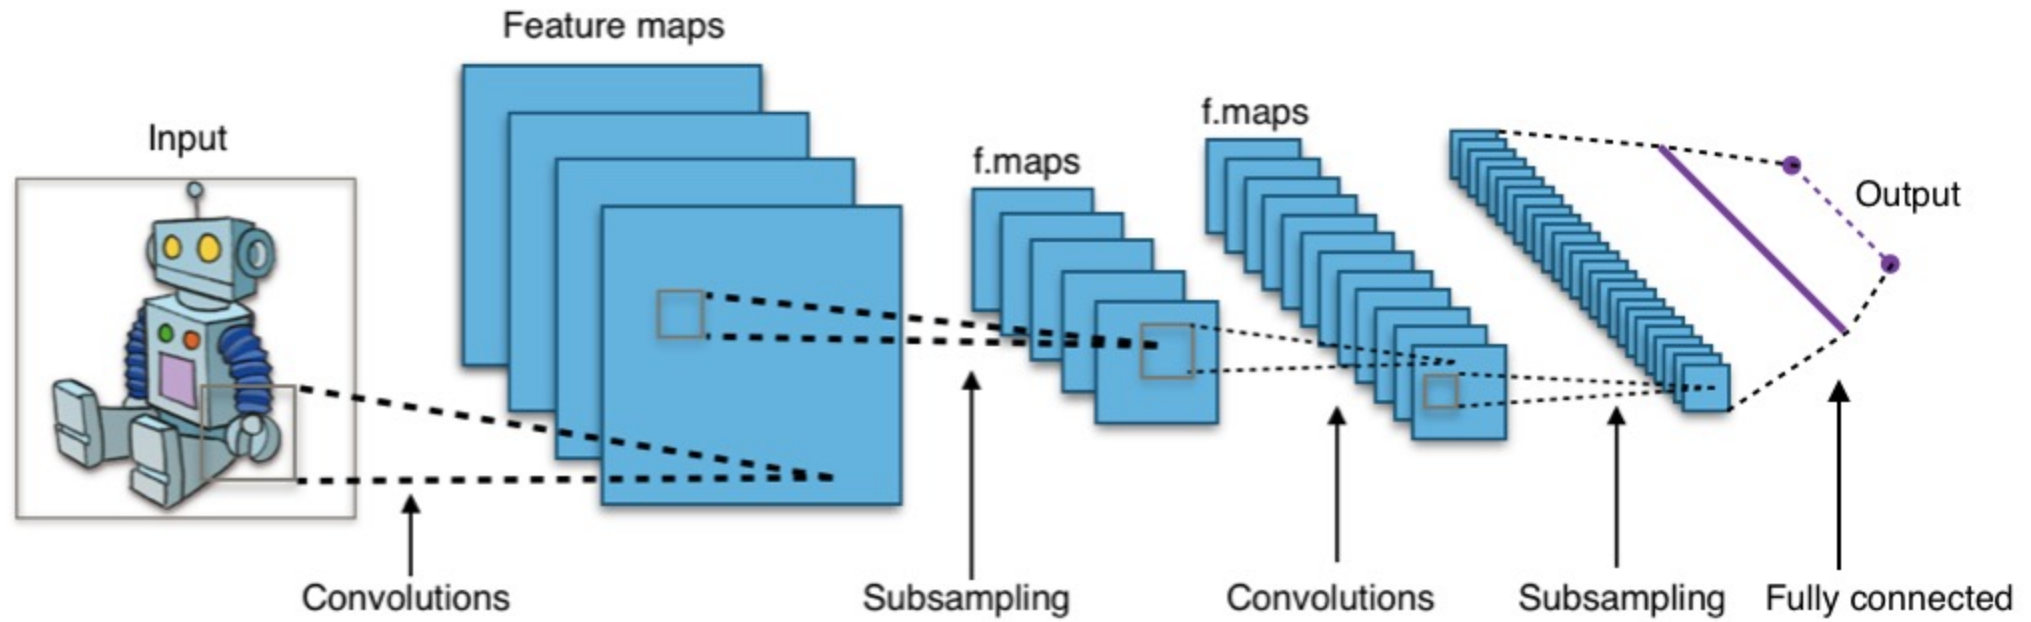 Feature maps
f.maps
Input
f.maps
Output
Convolutions
Subsampling
Convolutions
Subsampling
Fully connected